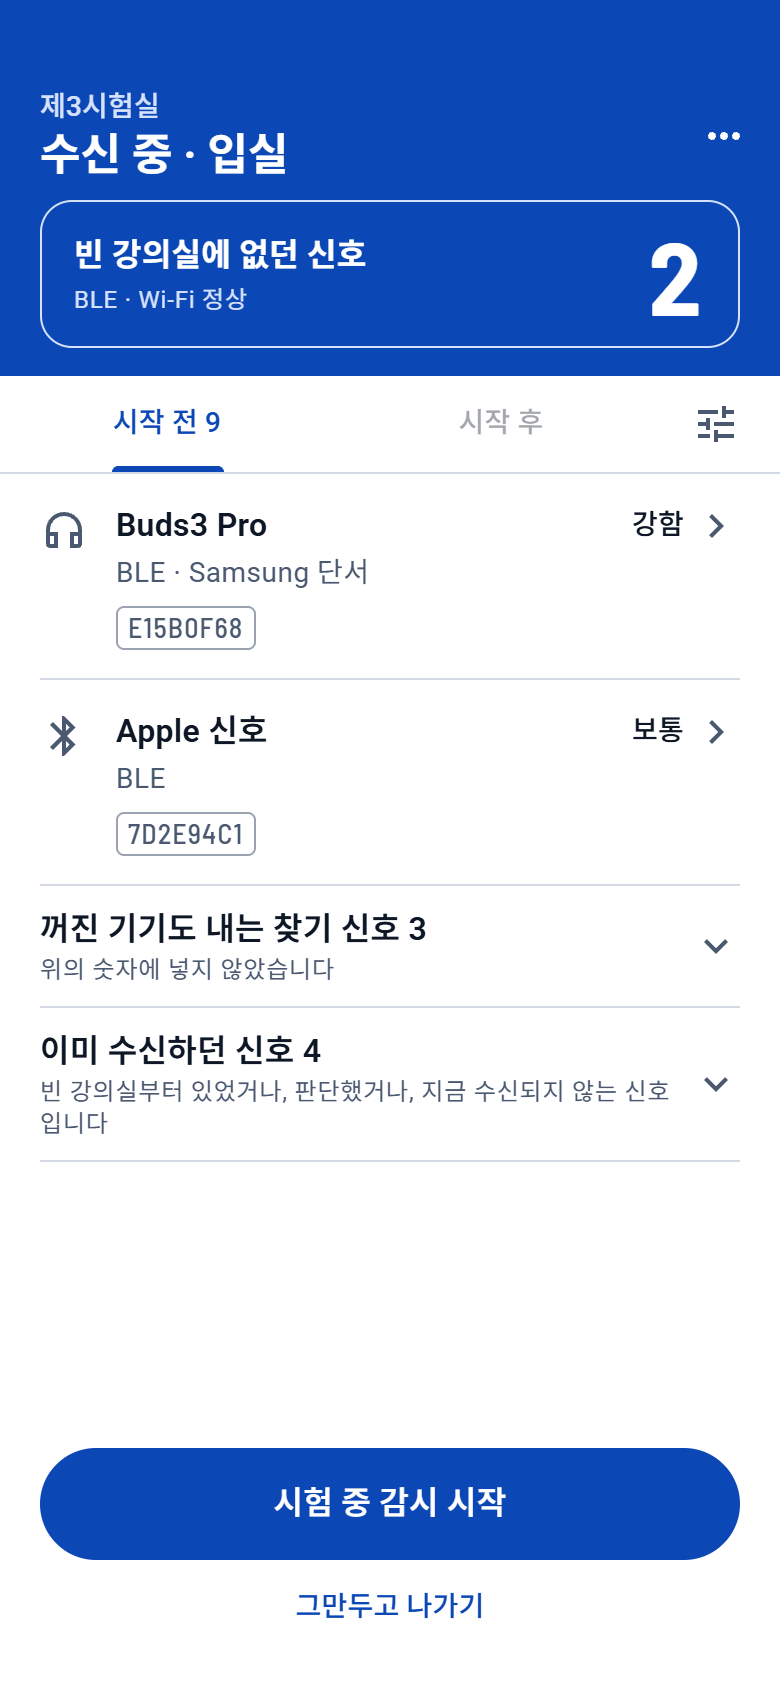 제3시험실
수신 중 · 입실
빈 강의실에 없던 신호
BLE · Wi-Fi 정상
2
시작 전 9
시작 후
Buds3 Pro
강함
BLE · Samsung 단서
E15B0F68
Apple 신호
보통
BLE
7D2E94C1
꺼진 기기도 내는 찾기 신호 3
위의 숫자에 넣지 않았습니다
이미 수신하던 신호 4
빈 강의실부터 있었거나, 판단했거나, 지금 수신되지 않는 신호
입니다
시험 중 감시 시작
그만두고 나가기